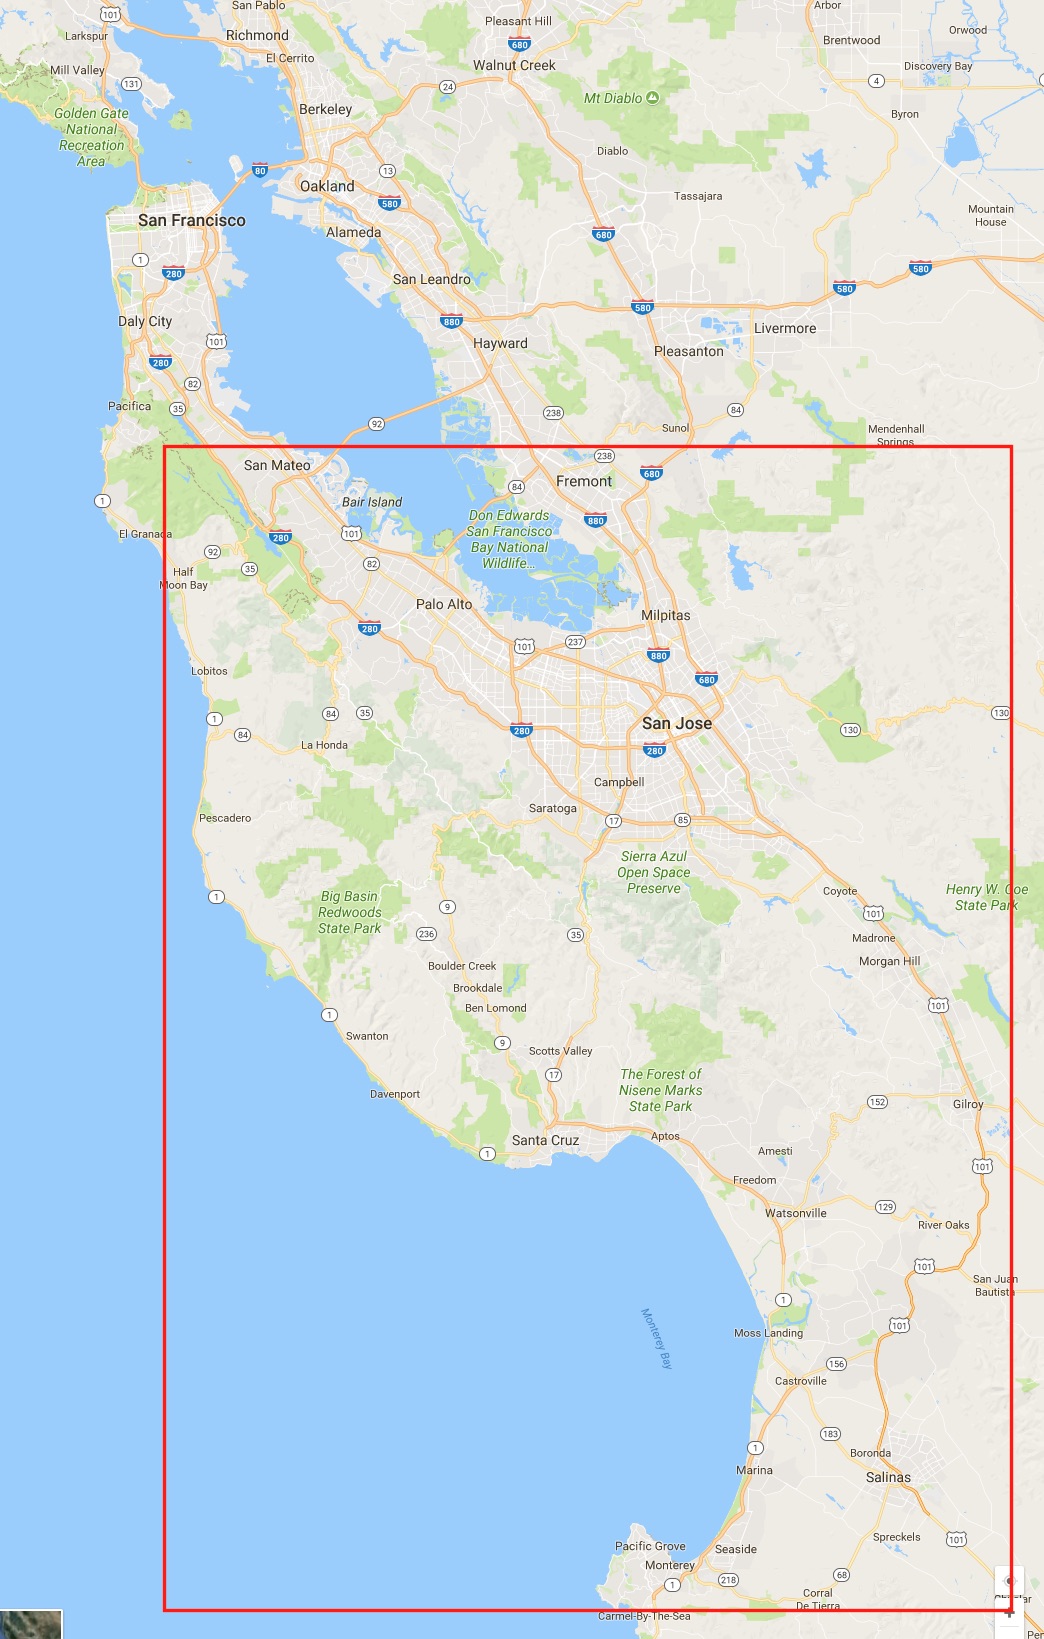 101
San Pablo
Pleasant Hill
Arbor
Larkspur
Richmond
680
Brentwood
Orwood
El Cerrito
Walnut Creek
Discovery Bay
Mill Valley
131
24
4
Mt Diablo
Golden Gate
National
Recreation
Area
Berkeley
Byron
Diablo
80
13
Oakland
580
Tassajara
San Francisco
Alameda
680
Mountain
House
1
280
San Leandro
580
580
580
Daly City
880
Livermore
101
Hayward
Pleasanton
280
82
Pacifica
35
92
238
84
Sunol
Mendenhall
Springs
San Mateo
238
680
Fremont
84
1
Bair Island
Don Edwards
San Francisco
Bay National
Wildlife...
880
El Granada
280
101
92
35
82
Half
Moon Bay
Palo Alto
Milpitas
280
101
237
880
Lobitos
680
1
84
35
84
San Jose
130
130
280
La Honda
280
Campbell
Saratoga
Pescadero
17
85
Sierra Azul
Open Space
Preserve
1
Big Basin
Redwoods
State Park
9
Coyote
Henry W. Coe
State Park
101
236
35
Madrone
Boulder Creek
Morgan Hill
Brookdale
Ben Lomond
101
1
Swanton
9
Scotts Valley
17
The Forest of
Nisene Marks
State Park
Davenport
152
Gilroy
Santa Cruz
Aptos
1
Amesti
101
Freedom
Watsonville
129
River Oaks
101
San Juan
Bautista
1
Monterey Bay
Moss Landing
101
156
Castroville
183
1
Boronda
Marina
Salinas
Spreckels
101
Pacific Grove
Seaside
Monterey
1
218
68
Corral
De Tierra
Carmel-By-The-Sea